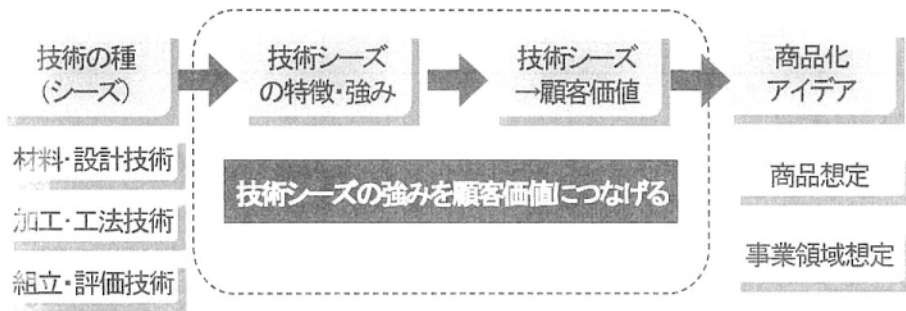 技術の種
(シーズ)
技術シーズ
の特徴・強み
技術シーズ
→顧客価値
商品化
アイデア
材料・設計技術
加工・工法技術
組立・評価技術
技術シーズの強みを顧客価値につなげる
商品想定
事業領域想定